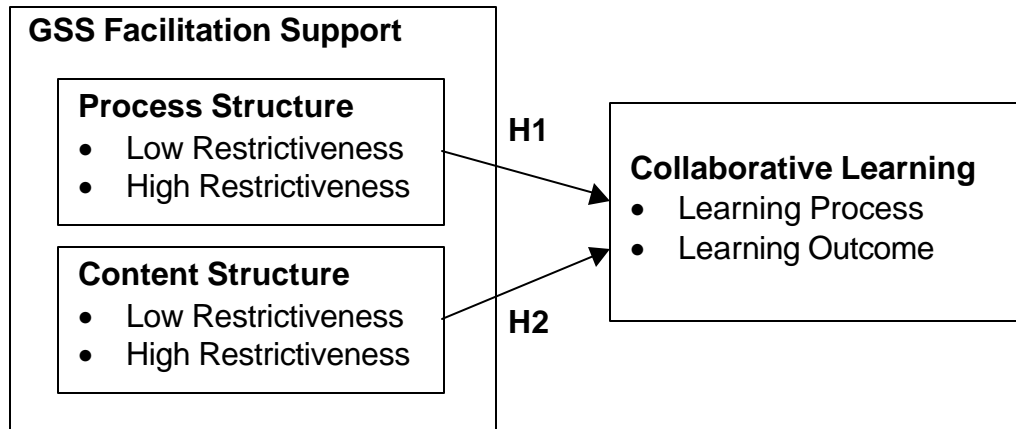 GSS Facilitation Support
Process Structure
• Low Restrictiveness
• High Restrictiveness
H1
Collaborative Learning
• Learning Process
• Learning Outcome
Content Structure
• Low Restrictiveness
• High Restrictiveness
H2